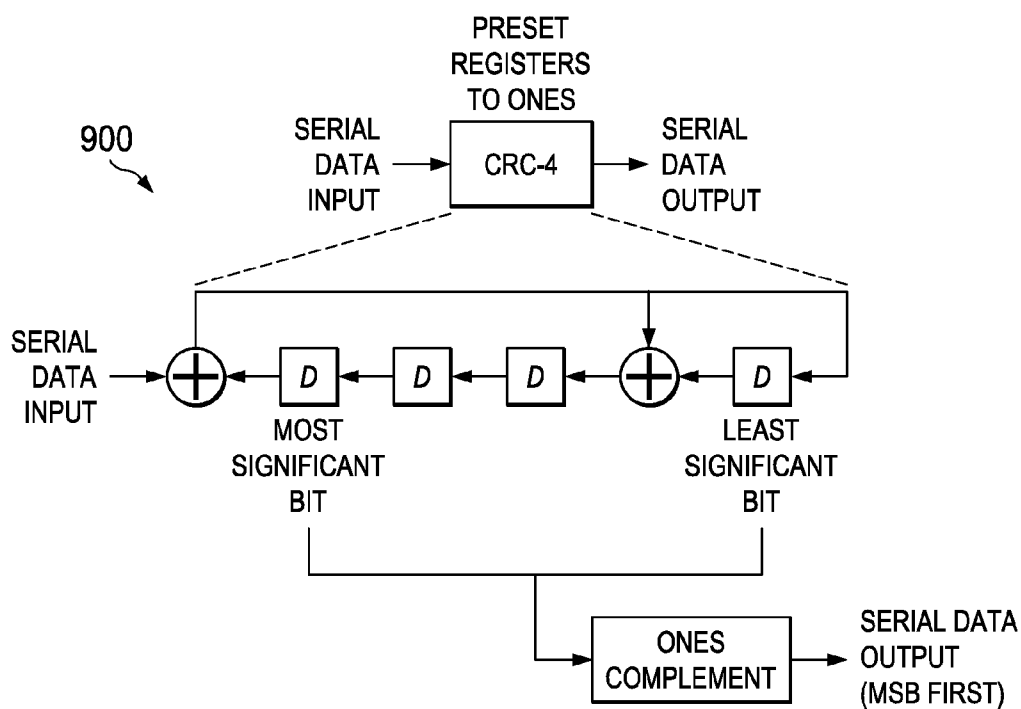 PRESET
REGISTERS
TO ONES
900
SERIAL
DATA
INPUT
CRC-4
SERIAL
DATA
OUTPUT
SERIAL
DATA
INPUT
D
D
D
D
MOST
SIGNIFICANT
BIT
LEAST
SIGNIFICANT
BIT
ONES
COMPLEMENT
SERIAL DATA
OUTPUT
(MSB FIRST)